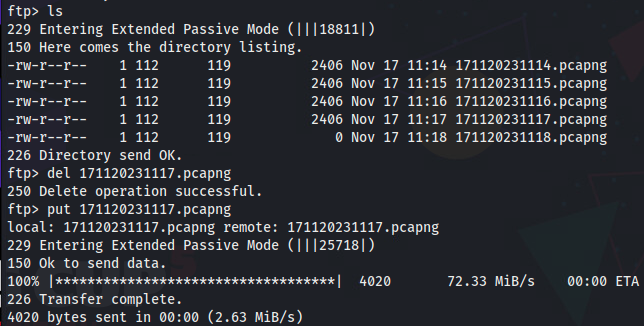 ftp> ls
229 Entering Extended Passive Mode (|||18811|)
150 Here comes the directory listing.
-rw-r--r--    1 112      119          2406 Nov 17 11:14 171120231114.pcapng
-rw-r--r--    1 112      119          2406 Nov 17 11:15 171120231115.pcapng
-rw-r--r--    1 112      119          2406 Nov 17 11:16 171120231116.pcapng
-rw-r--r--    1 112      119          2406 Nov 17 11:17 171120231117.pcapng
-rw-r--r--    1 112      119             0 Nov 17 11:18 171120231118.pcapng
226 Directory send OK.
ftp> del 171120231117.pcapng
250 Delete operation successful.
ftp> put 171120231117.pcapng
local: 171120231117.pcapng remote: 171120231117.pcapng
229 Entering Extended Passive Mode (|||25718|)
150 Ok to send data.
100% |***********************************|  4020       72.33 MiB/s    00:00 ETA
226 Transfer complete.
4020 bytes sent in 00:00 (2.63 MiB/s)